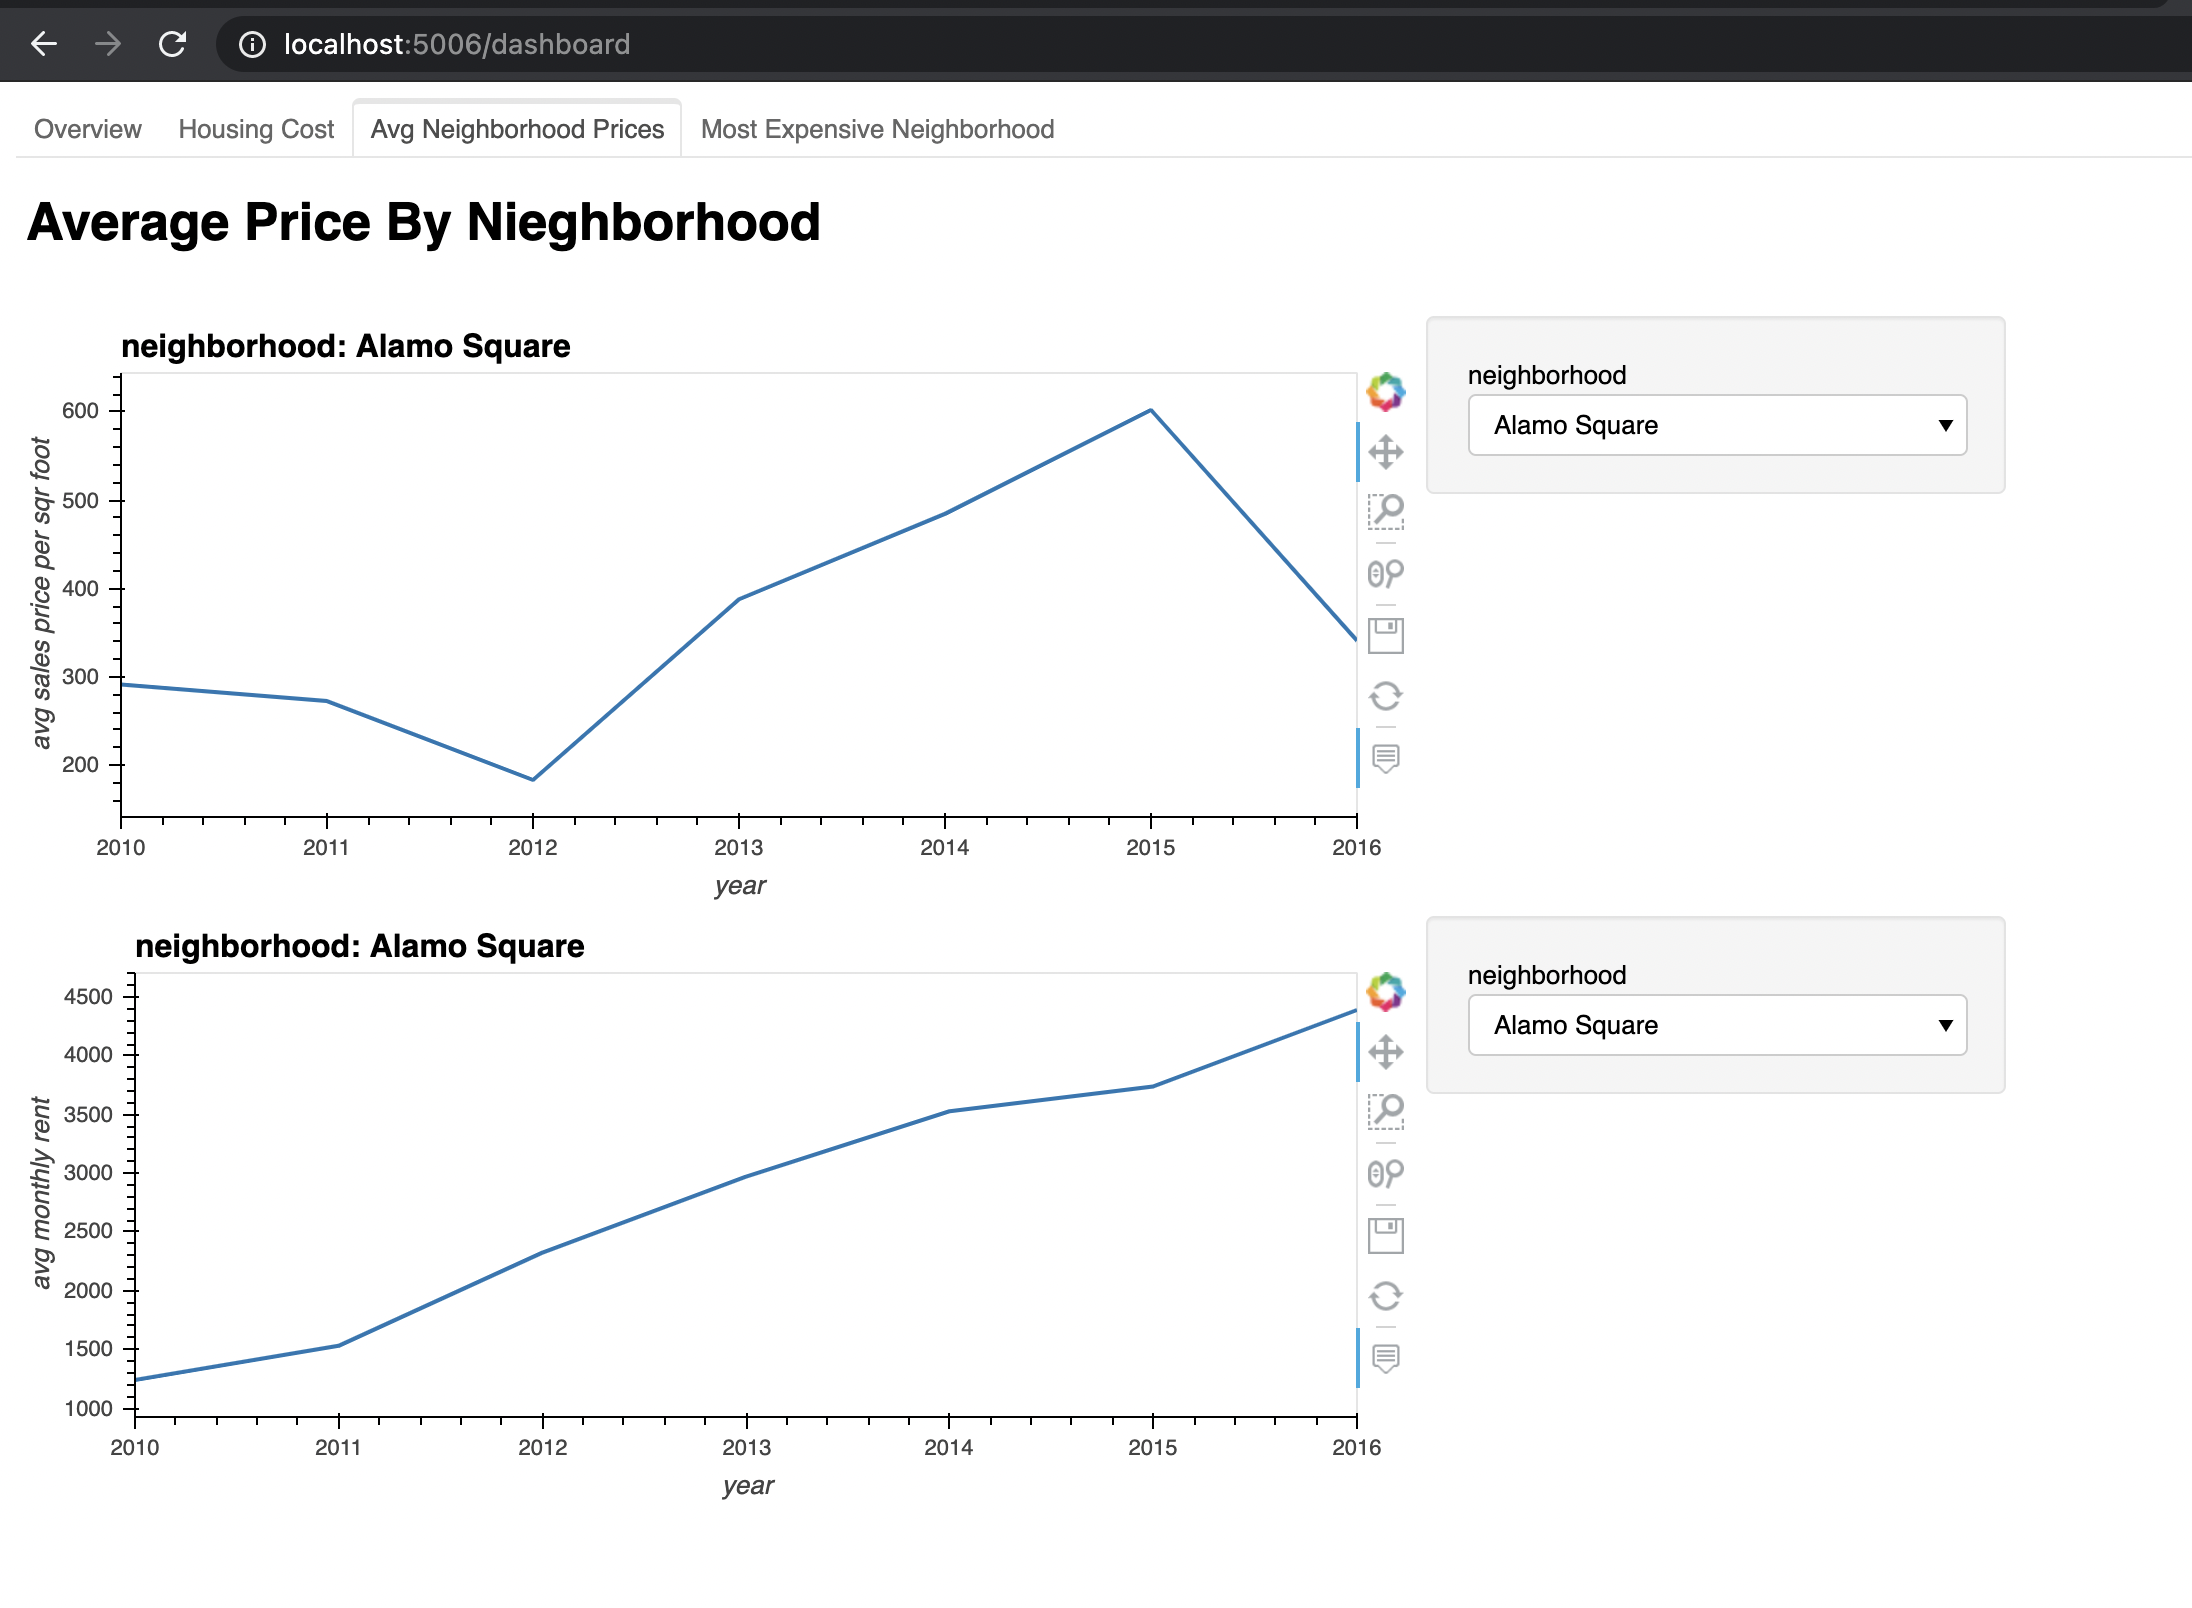 localhost:5006/dashboard
Overview Housing Cost Avg Neighborhood Prices Most Expensive Neighborhood
Average Price By Nieghborhood
neighborhood: Alamo Square
avg sales price per sqr foot
600
500
400
300
200
2010 2011 2012 2013 2014 2015 2016
year
neighborhood
Alamo Square
neighborhood: Alamo Square
avg monthly rent
4500
4000
3500
3000
2500
2000
1500
1000
2010 2011 2012 2013 2014 2015 2016
year
neighborhood
Alamo Square